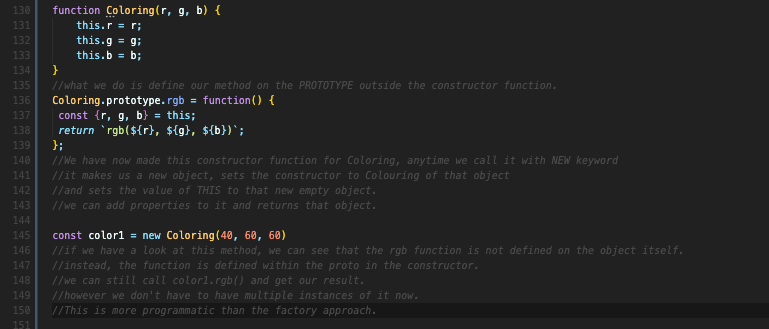 130 function Coloring(r, g, b) {
131 this.r = r;
132 this.g = g;
133 this.b = b;
134 }
135 //what we do is define our method on the PROTOTYPE outside the constructor function.
136 Coloring.prototype.rgb = function() {
137 const {r, g, b} = this;
138 return `rgb(${r}, ${g}, ${b})`;
139 };
140 //We have now made this constructor function for Coloring, anytime we call it with NEW keyword
141 //it makes us a new object, sets the constructor to Colouring of that object
142 //and sets the value of THIS to that new empty object.
143 //we can add properties to it and returns that object.
144
145 const color1 = new Coloring(40, 60, 60)
146 //if we have a look at this method, we can see that the rgb function is not defined on the object itself.
147 //instead, the function is defined within the proto in the constructor.
148 //we can still call color1.rgb() and get our result.
149 //however we don't have to have multiple instances of it now.
150 //This is more programmatic than the factory approach.
151